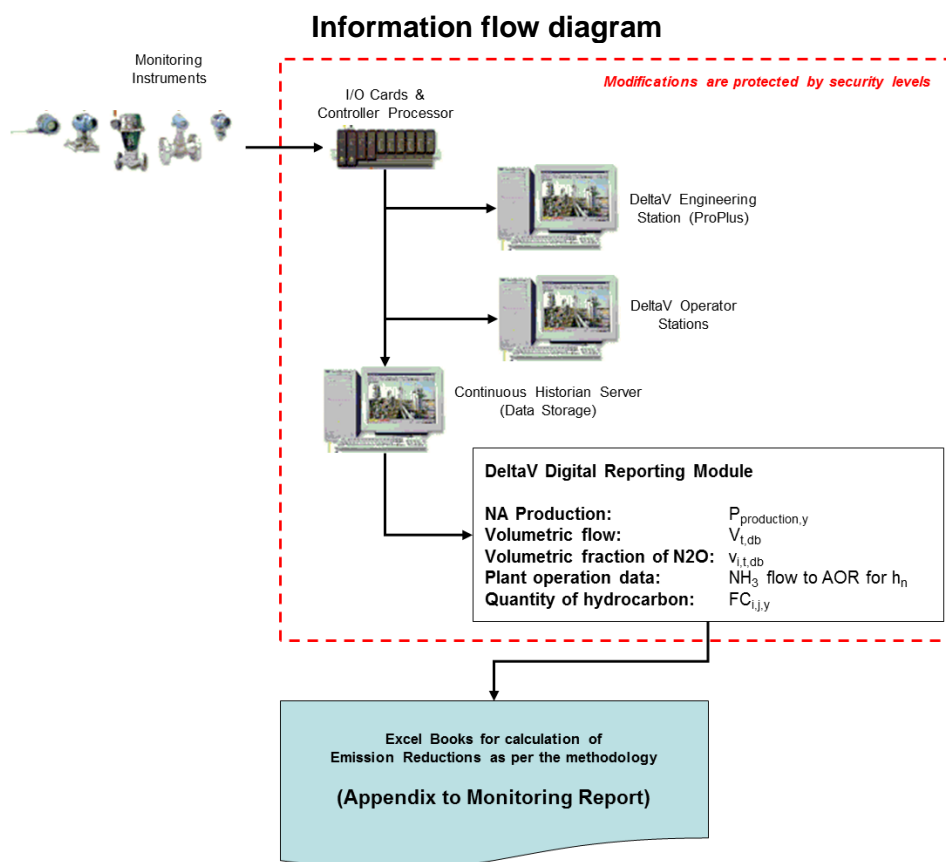 Information flow diagram
Monitoring
Instruments
Modifications are protected by security levels
I/O Cards &
Controller Processor
DeltaV Engineering
Station (ProPlus)
DeltaV Operator
Stations
Continuous Historian Server
(Data Storage)
DeltaV Digital Reporting Module
NA Production: Pproduction,y
Volumetric flow: Vt,db
Volumetric fraction of N2O: vi,t,db
Plant operation data: NH3 flow to AOR for hn
Quantity of hydrocarbon: FCi,j,y
Excel Books for calculation of
Emission Reductions as per the methodology
(Appendix to Monitoring Report)